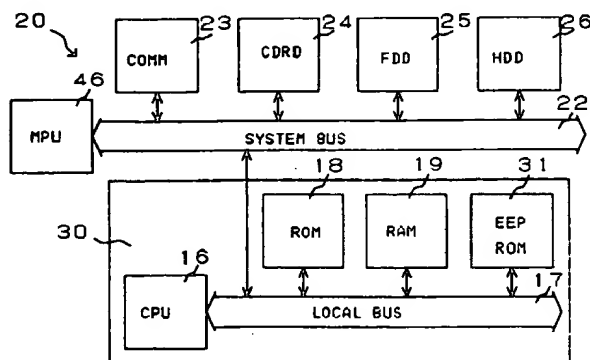 20
23 24 25 26
COMM CDRD FDD HDD
46
22
MPU
SYSTEM BUS
18 19 31
30
ROM RAM EEP
ROM
16
17
CPU
LOCAL BUS